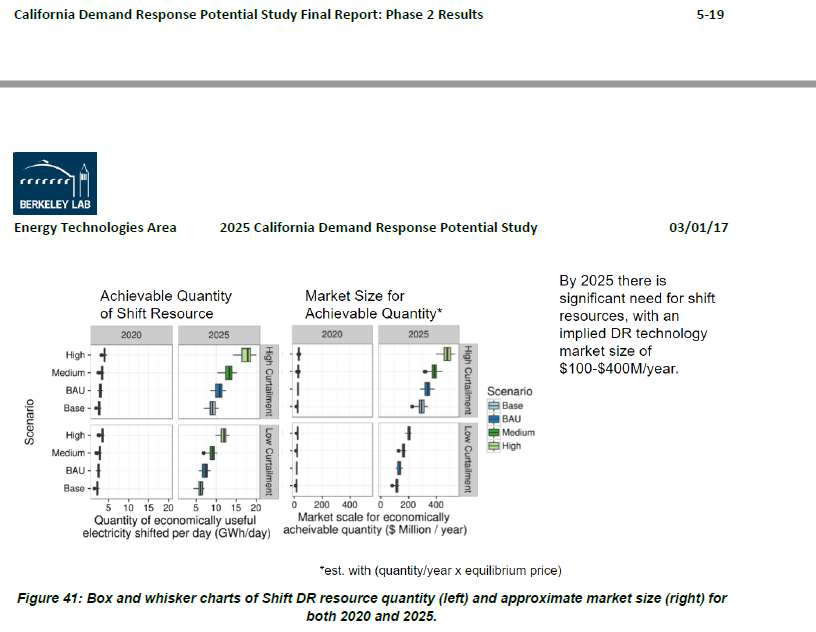 California Demand Response Potential Study Final Report: Phase 2 Results 5-19
BERKELEY LAB
Energy Technologies Area 2025 California Demand Response Potential Study 03/01/17
By 2025 there is
significant need for shift
resources, with an
implied DR technology
market size of
$100-$400M/year.
Achievable Quantity
of Shift Resource
Market Size for
Achievable Quantity*
2020 2025 2020 2025
High
Medium
BAU
Base
High Curtailment
High Curtailment
Scenario
High
Medium
BAU
Base
Low Curtailment
Low Curtailment
Scenario
Base
BAU
Medium
High
5 10 15 20 5 10 15 20
0 200 400 0 200 400
Quantity of economically useful
electricity shifted per day (GWh/day)
Market scale for economically
acheivable quantity ($ Million / year)
*est. with (quantity/year x equilibrium price)
Figure 41: Box and whisker charts of Shift DR resource quantity (left) and approximate market size (right) for
both 2020 and 2025.